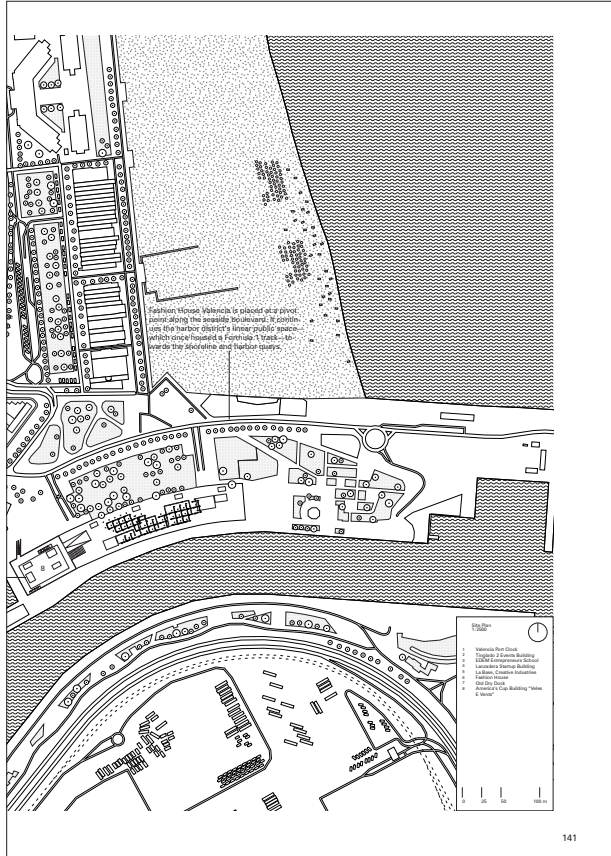 Fashion House Valencia is placed at a pivot
point along the seaside boulevard. It contin-
ues the harbor district's linear public space—
which once housed a Formula 1 track—to-
wards the shoreline and harbor quays.
8
Site Plan
1:2500
1 Valencia Port Clock
2 Tinglado 2 Events Building
3 EDEM Entrepreneurs School
4 Lanzadera Startup Building
5 La Base, Creative Industries
6 Fashion House
7 Old Dry Dock
8 America's Cup Building "Veles
E Vents"
0 25 50 100 m
141